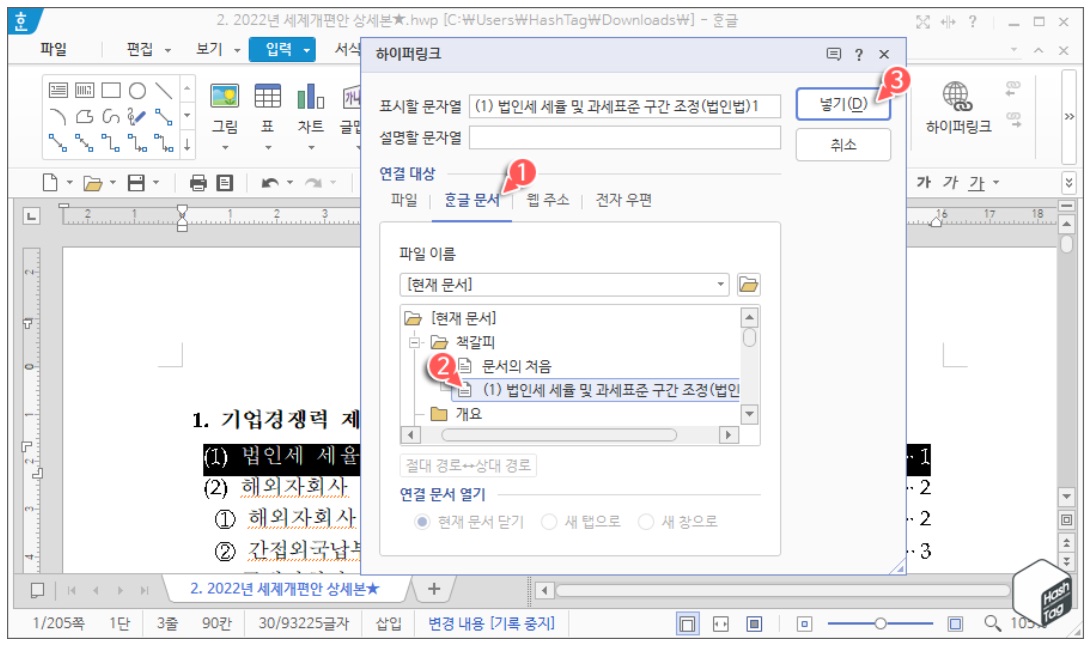 훈
2. 2022년 세제개편안 상세본★.hwp [C:₩Users₩HashTag₩Downloads₩] - 훈글
파일 편집 보기 입력 서식
하이퍼링크
표시할 문자열 (1) 법인세 세율 및 과세표준 구간 조정(법인법)1
넣기(D)
3
설명할 문자열
취소
그림 표 차트
하이퍼링크
연결 대상
1
파일 훈글 문서 웹 주소 전자 우편
가 가 가
2 1 1 2 3 16 17 18
파일 이름
[현재 문서]
[현재 문서]
책갈피
2
문서의 처음
(1) 법인세 세율 및 과세표준 구간 조정(법인
개요
절대 경로↔상대 경로
연결 문서 열기
현재 문서 닫기 새 탭으로 새 창으로
1. 기업경쟁력 제
(1) 법인세 세율 1
(2) 해외자회사 2
① 해외자회사 2
② 간접외국납부 3
2. 2022년 세제개편안 상세본★
1/205쪽 1단 3줄 90칸 30/93225글자 삽입 변경 내용 [기록 중지]
Hash
Tag